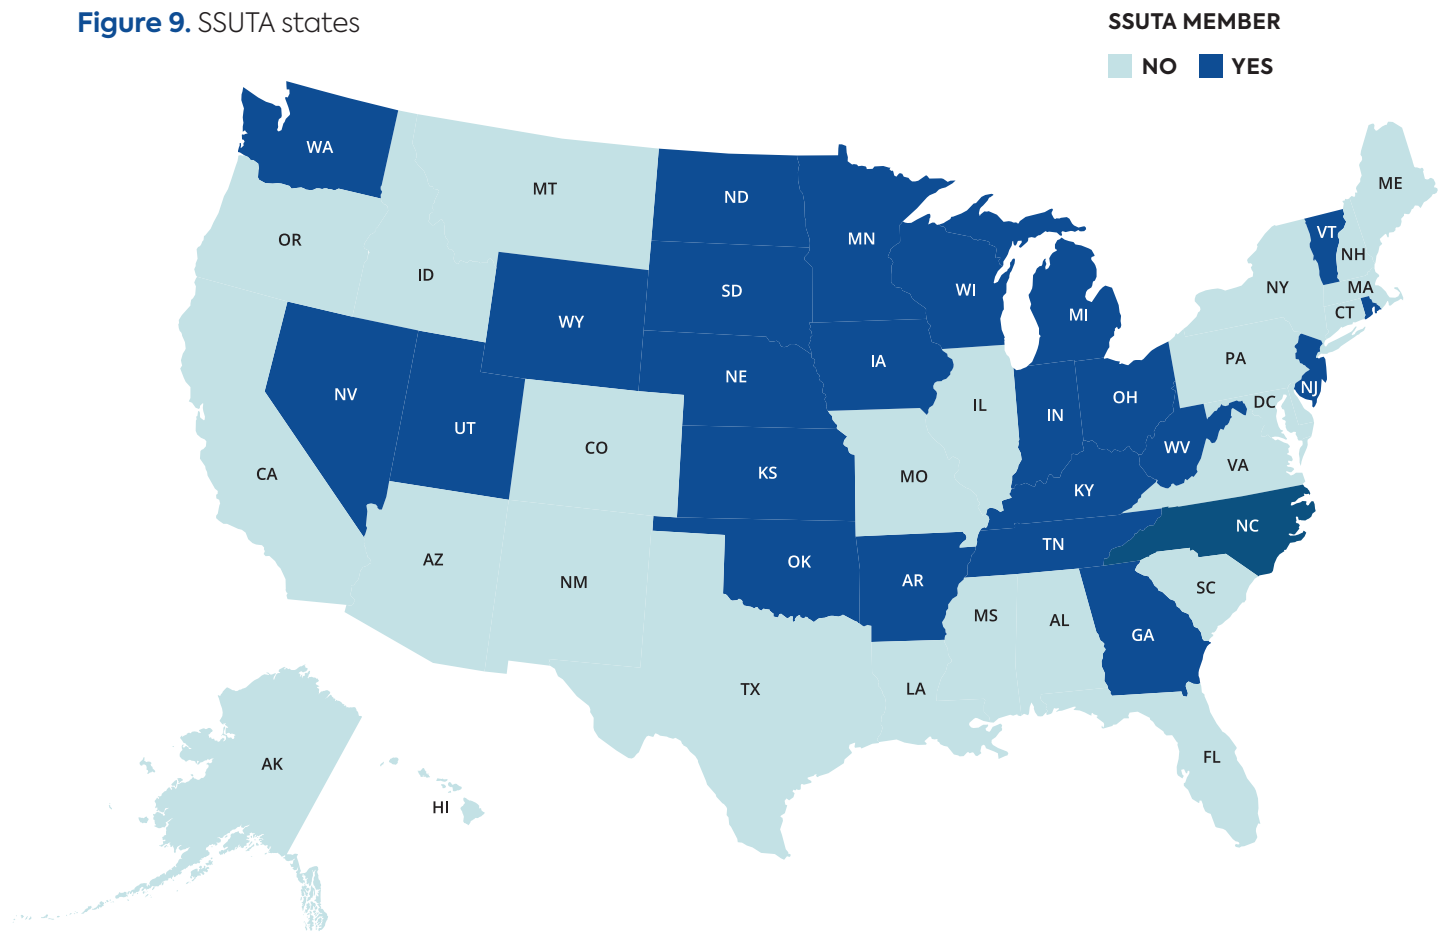 Figure 9. SSUTA states
SSUTA MEMBER
NO YES
WA
MT
ND
ME
OR
MN
VT
NH
ID
SD
WI
NY
MA
WY
MI
CT
IA
PA
NE
NV
IL
OH
NJ
UT
IN
DC
CO
WV
CA
KS
MO
VA
KY
NC
AZ
OK
TN
NM
AR
SC
MS
AL
GA
TX
LA
FL
AK
HI